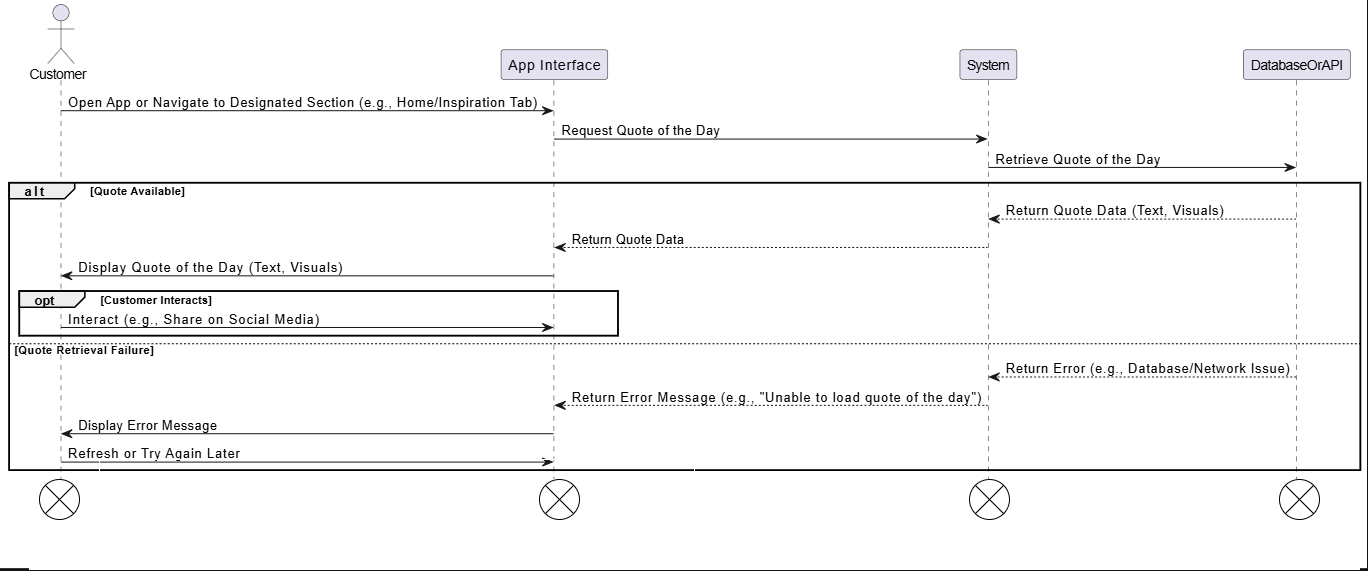 Customer
App Interface
System
DatabaseOrAPI
Open App or Navigate to Designated Section (e.g., Home/Inspiration Tab)
Request Quote of the Day
Retrieve Quote of the Day
alt
[Quote Available]
Return Quote Data (Text, Visuals)
Return Quote Data
Display Quote of the Day (Text, Visuals)
opt
[Customer Interacts]
Interact (e.g., Share on Social Media)
[Quote Retrieval Failure]
Return Error (e.g., Database/Network Issue)
Return Error Message (e.g., "Unable to load quote of the day")
Display Error Message
Refresh or Try Again Later